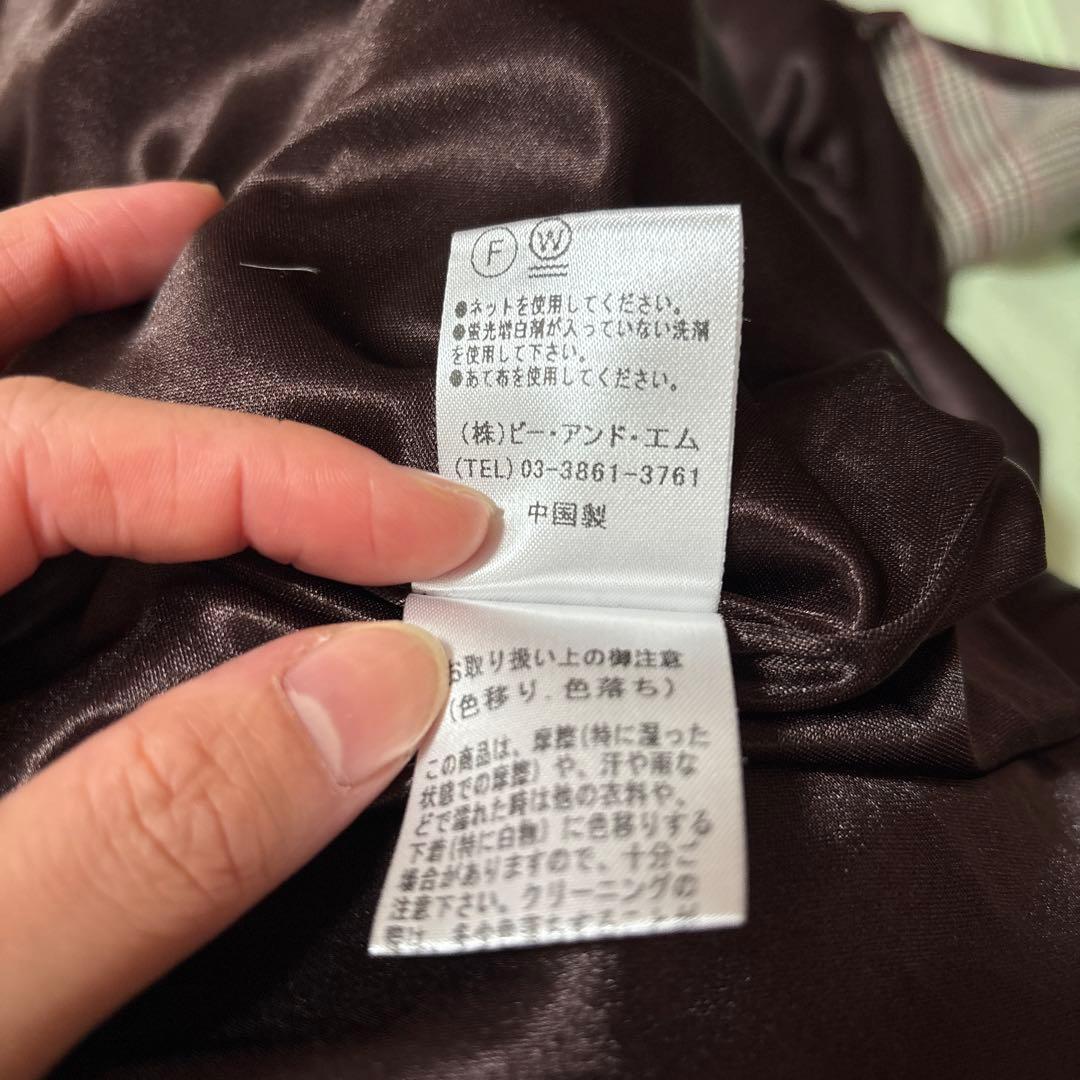 F W
●ネットを使用してください。
●蛍光増白剤が入っていない洗剤
を使用して下さい。
●あて布を使用してください。
(株)ビー・アンド・エム
(TEL)03-3861-3761
中国製
お取り扱い上の御注意
(色移り.色落ち)
この商品は、摩擦(特に湿った
状態での摩擦)や、汗や雨な
どで濡れた時は他の衣料や、
下着(特に白物)に色移りする
場合がありますので、十分ご
注意下さい。クリーニングの
際は、